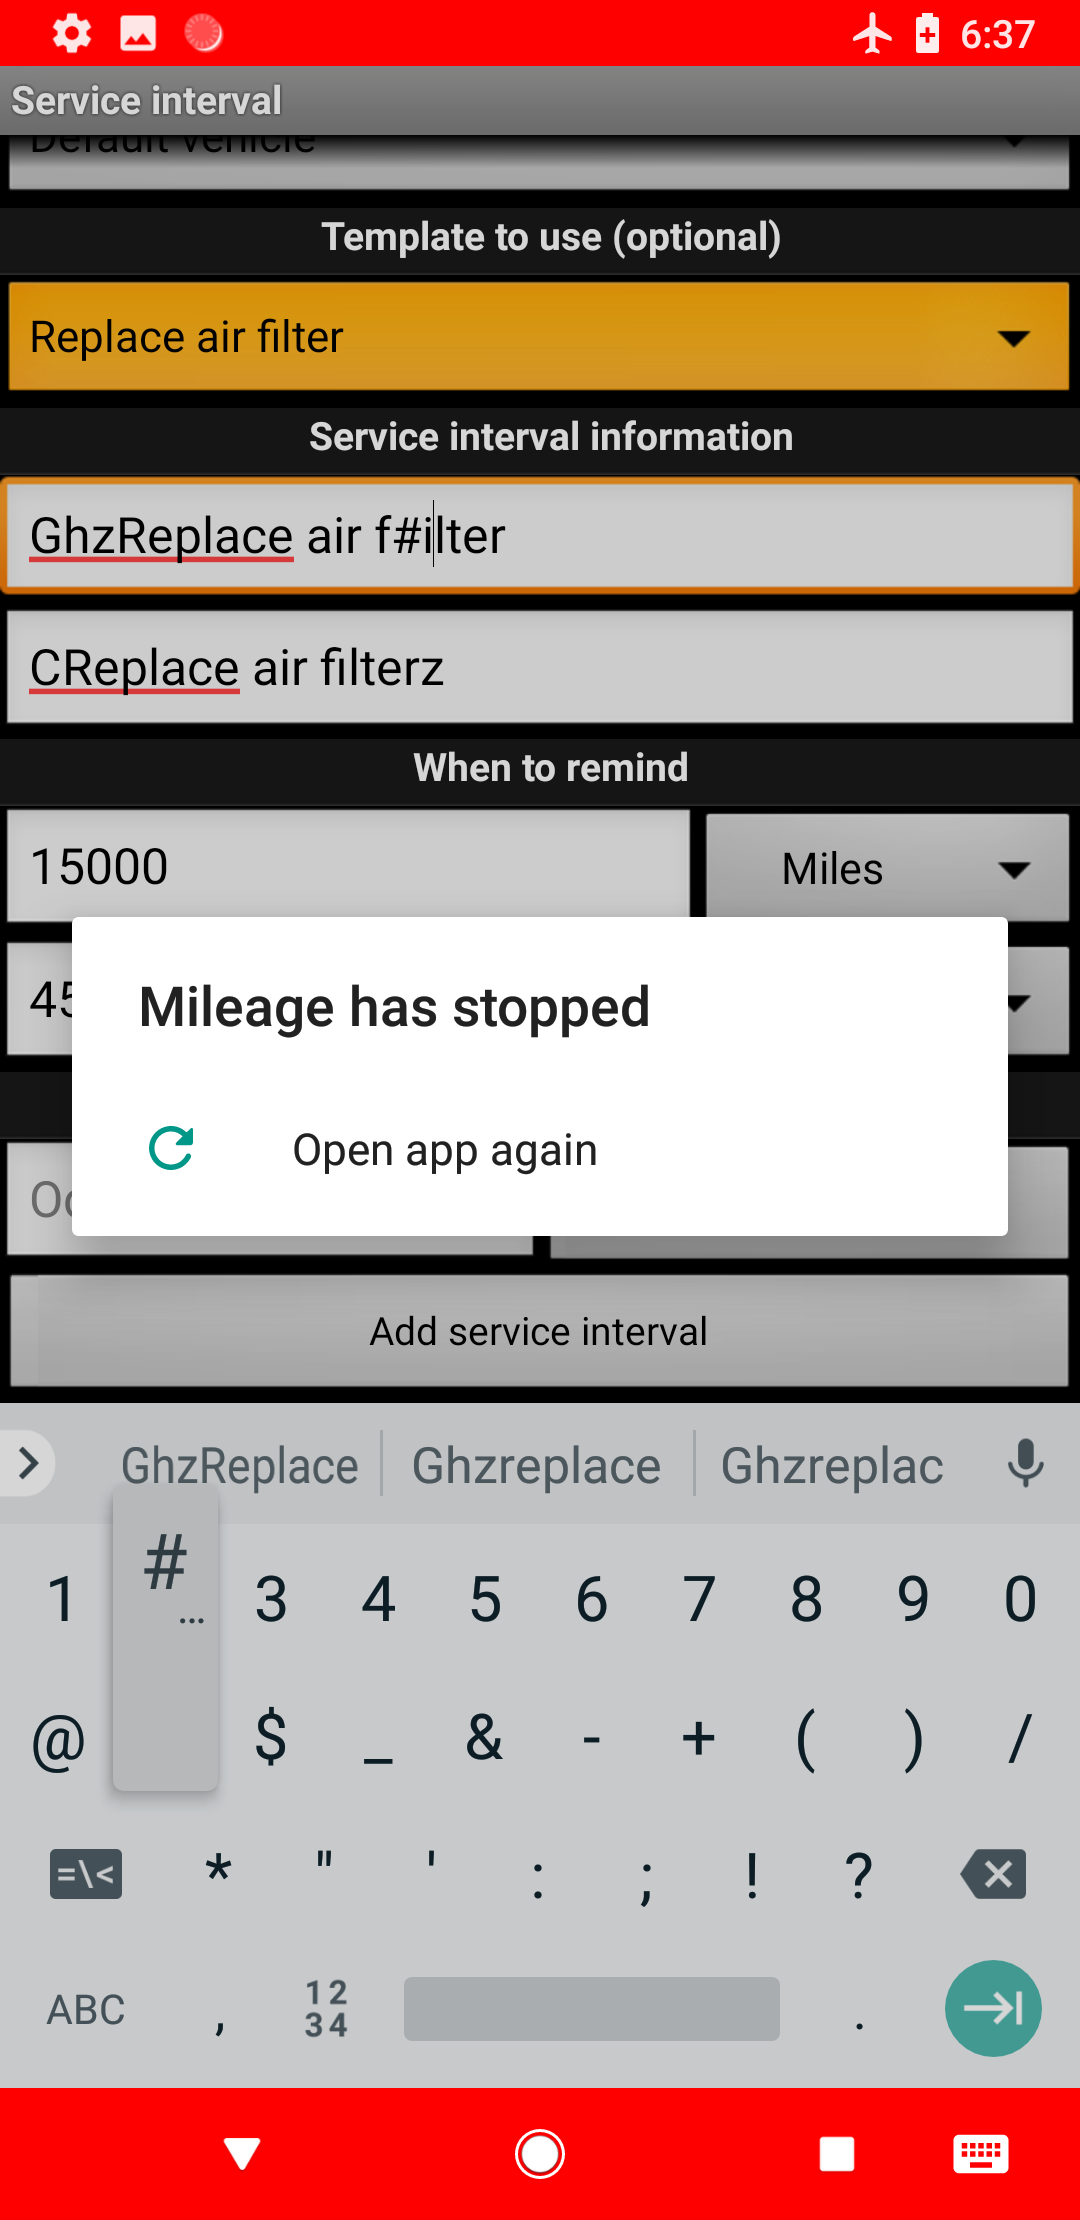 6:37
Service interval
Default vehicle
Template to use (optional)
Replace air filter
Service interval information
GhzReplace air f#ilter
CReplace air filterz
When to remind
15000 Miles
45
Mileage has stopped
Open app again
Add service interval
GhzReplace Ghzreplace Ghzreplac
# ...
1 3 4 5 6 7 8 9 0
@ $ _ & - + ( ) /
=\< * " ' : ; ! ?
ABC , 12 34 .